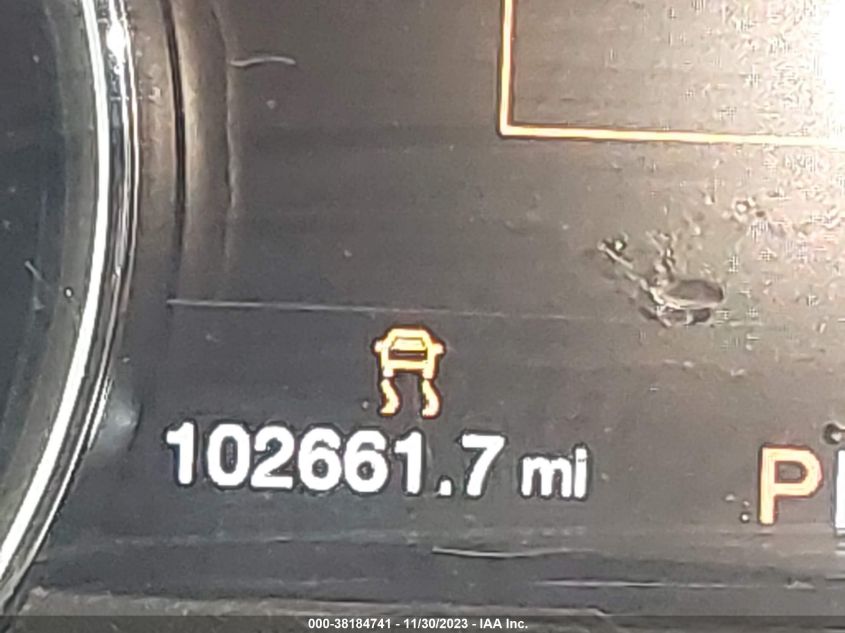 102661.7 mi
P
000-38184741 - 11/30/2023 - IAA Inc.